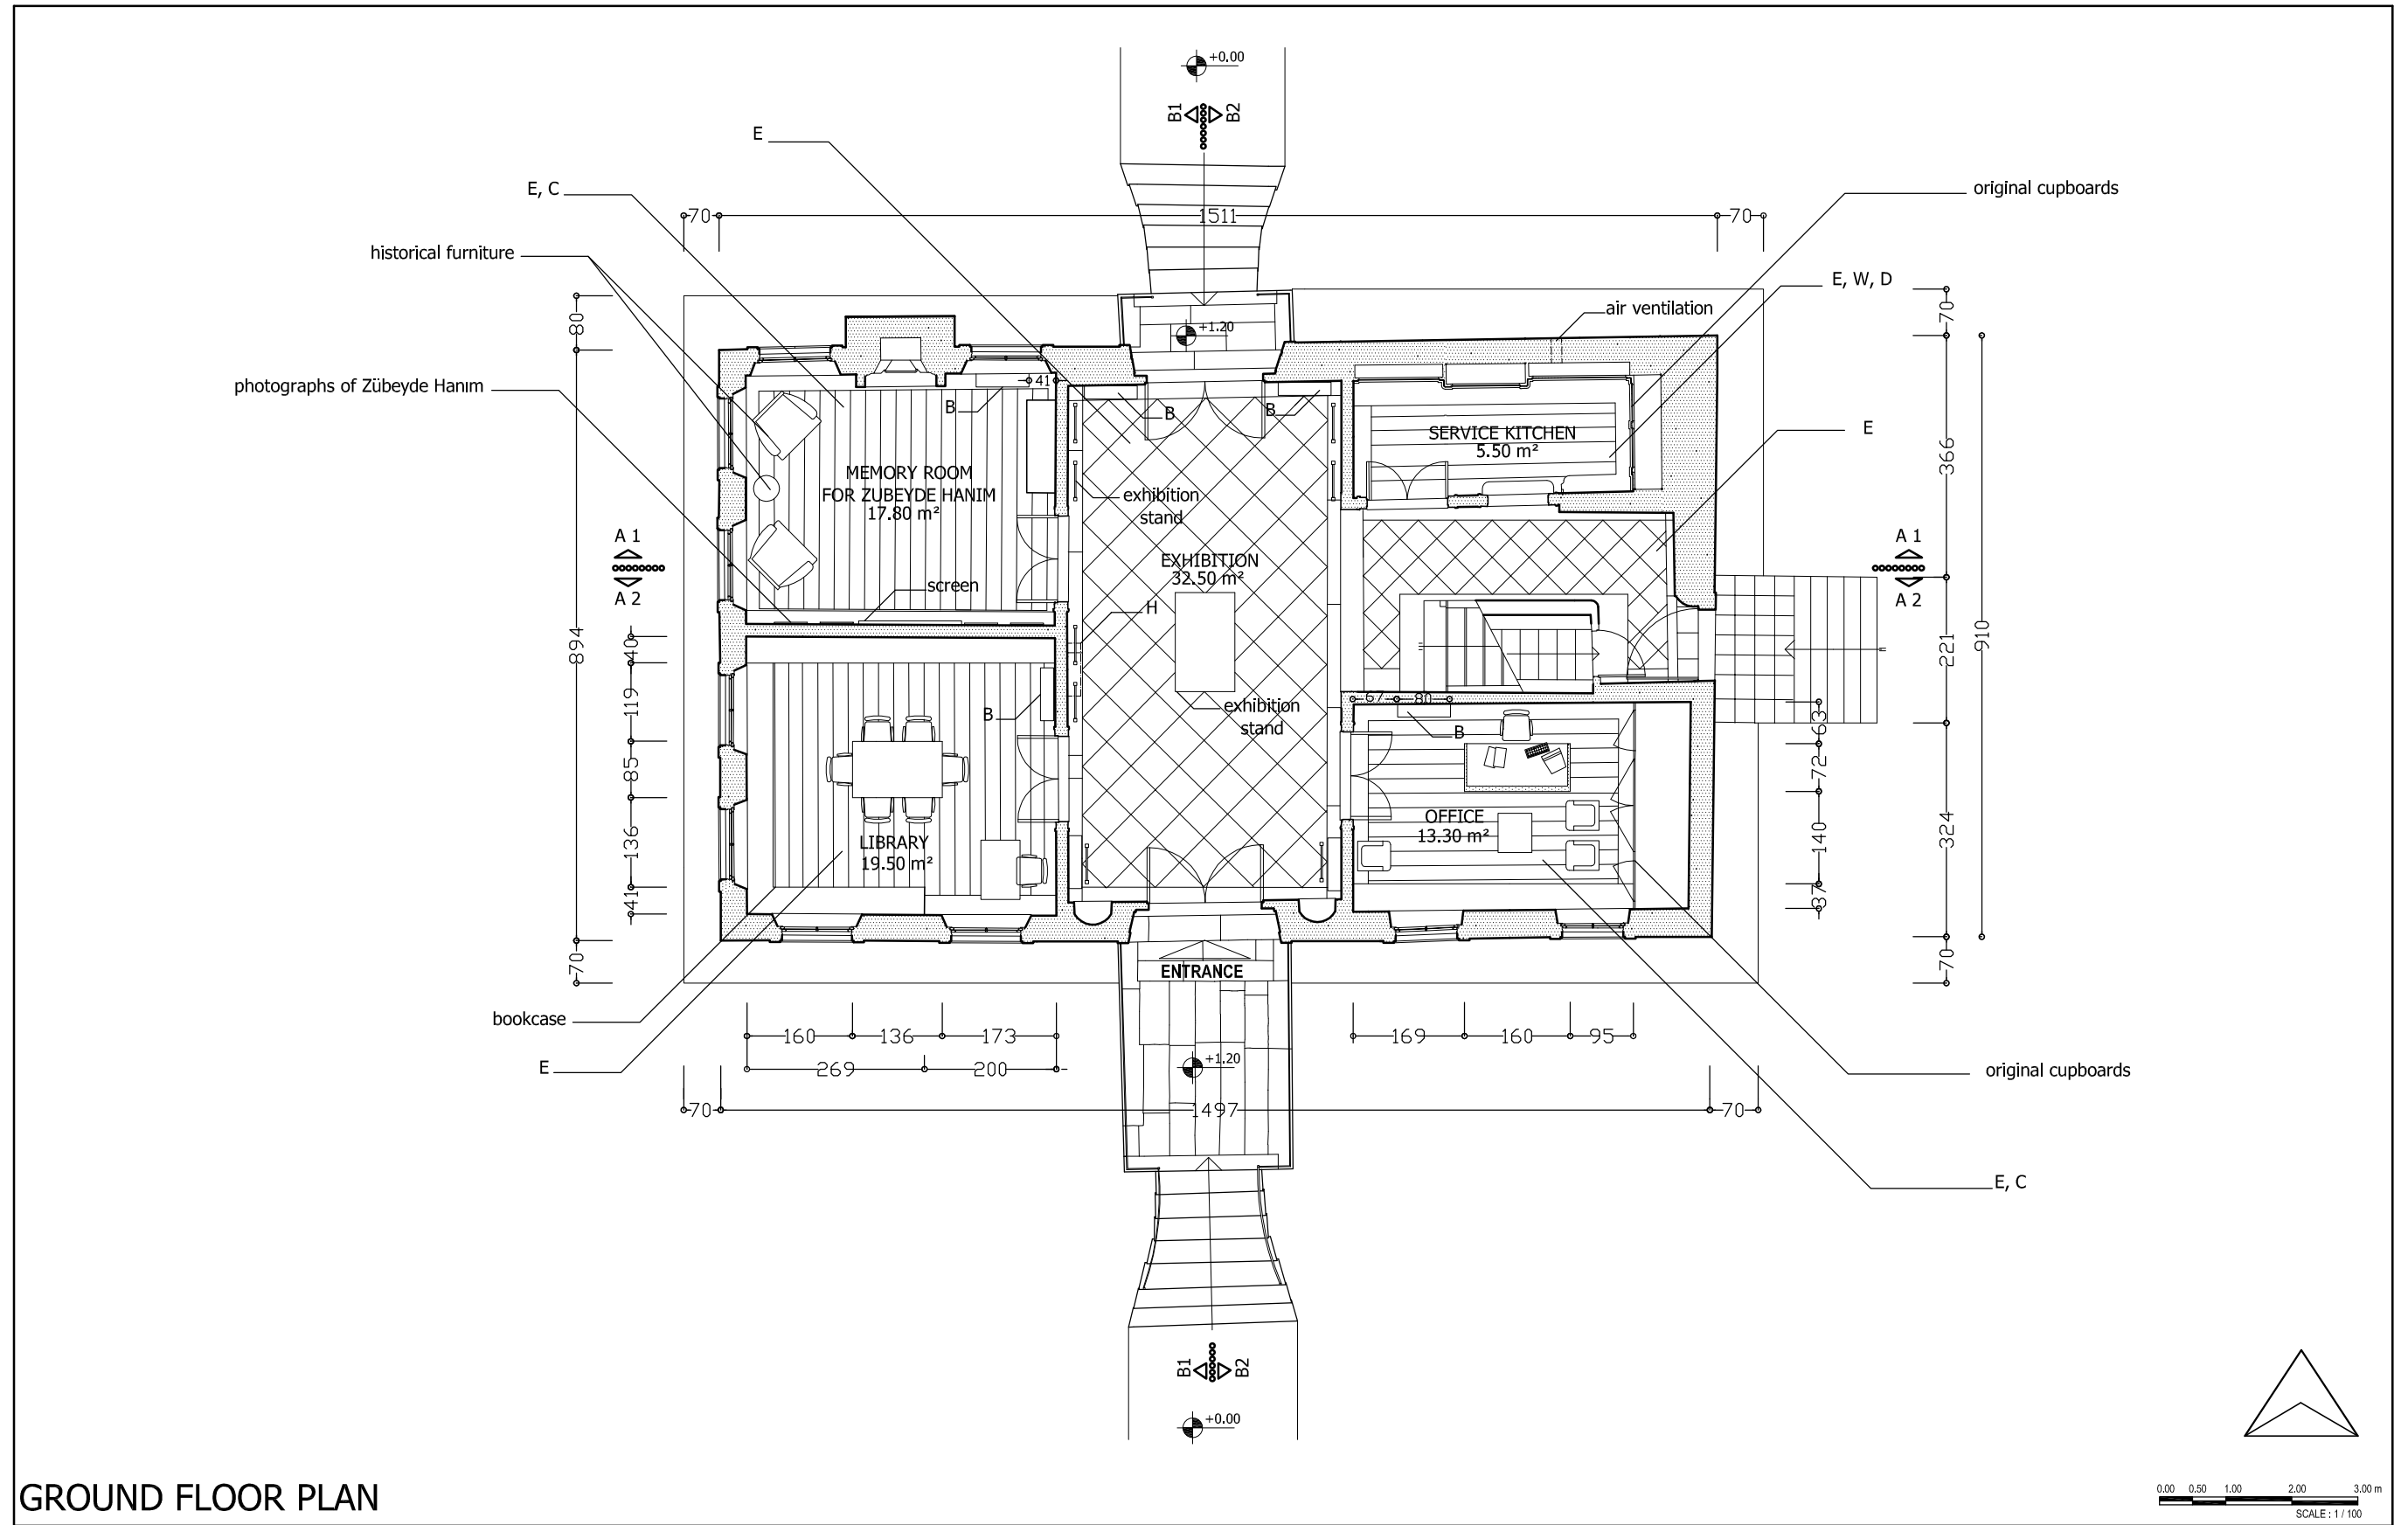 +0.00
B1
B2
E
E, C
original cupboards
70
1511
70
historical furniture
E, W, D
air ventilation
80
70
+1.20
photographs of Zübeyde Hanım
41
B
B
B
SERVICE KITCHEN
5.50 m²
E
366
MEMORY ROOM
FOR ZUBEYDE HANIM
17.80 m²
exhibition
stand
A 1
A 2
EXHIBITION
32.50 m²
A 1
A 2
screen
H
894
40
221
910
119
67
80
exhibition
stand
B
B
63
85
72
136
LIBRARY
19.50 m²
OFFICE
13.30 m²
140
324
41
37
70
ENTRANCE
70
bookcase
160
136
173
169
160
95
E
269
200
+1.20
original cupboards
70
1497
70
E, C
B1
B2
+0.00
GROUND FLOOR PLAN
0.00 0.50 1.00 2.00 3.00 m
SCALE : 1 / 100